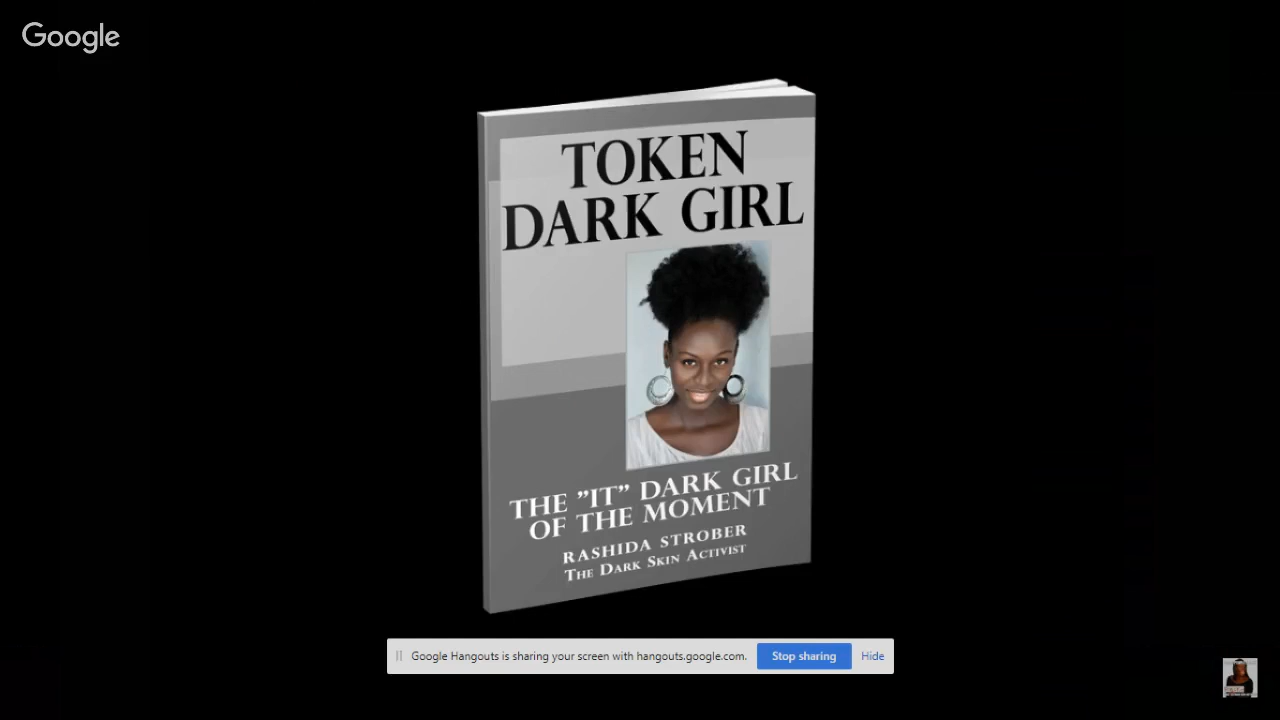 Google
TOKEN
DARK GIRL
THE "IT" DARK GIRL
OF THE MOMENT
RASHIDA STROBER
THE DARK SKIN ACTIVIST
Google Hangouts is sharing your screen with hangouts.google.com.
Stop sharing
Hide